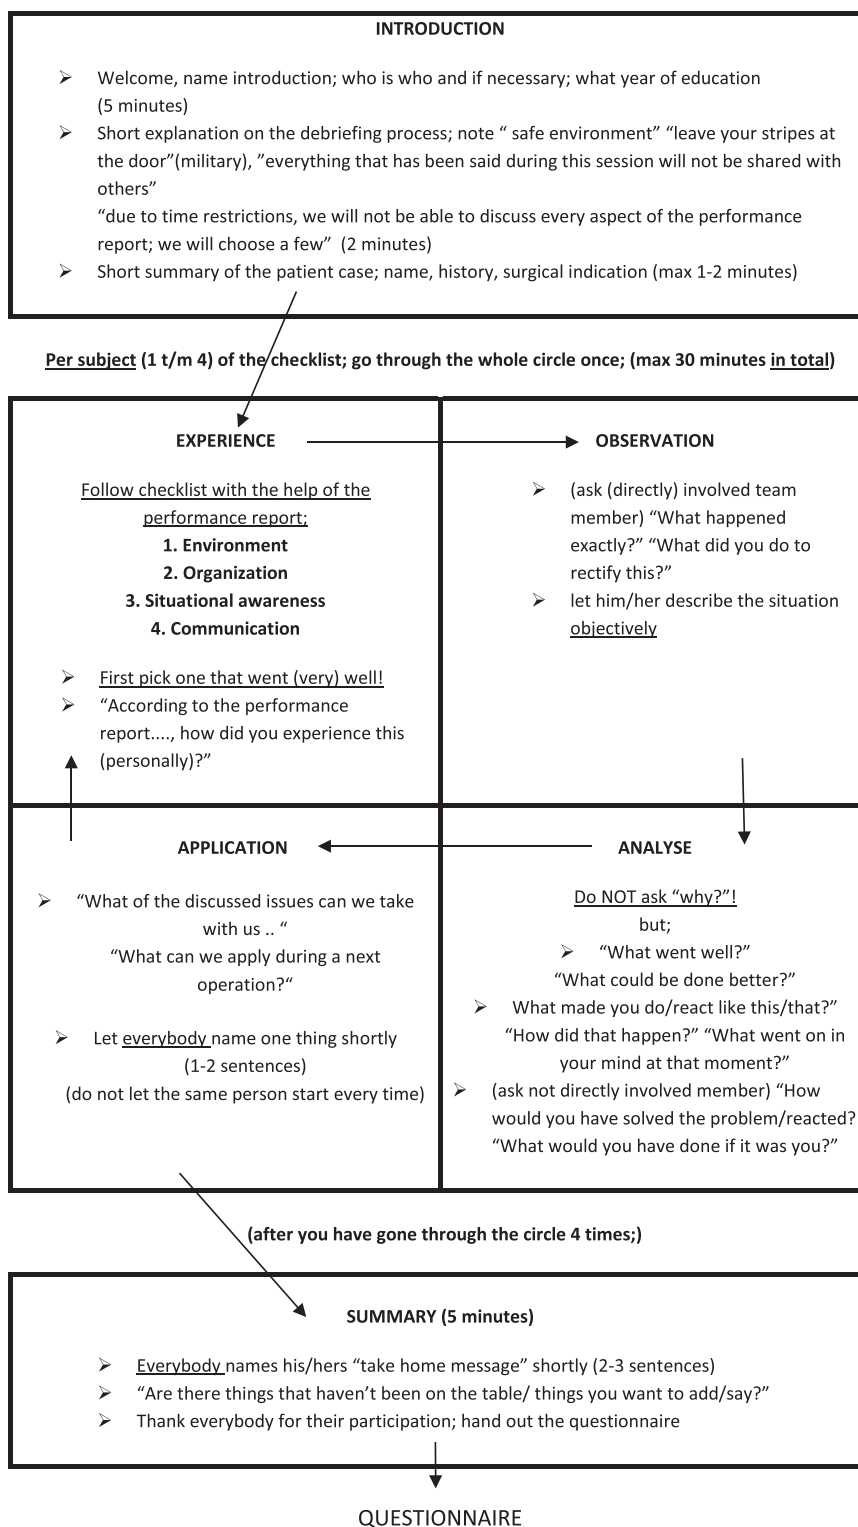 INTRODUCTION
➢ Welcome, name introduction; who is who and if necessary; what year of education
(5 minutes)
➢ Short explanation on the debriefing process; note “ safe environment” “leave your stripes at
the door”(military), ”everything that has been said during this session will not be shared with
others”
“due to time restrictions, we will not be able to discuss every aspect of the performance
report; we will choose a few” (2 minutes)
➢ Short summary of the patient case; name, history, surgical indication (max 1-2 minutes)
Per subject (1 t/m 4) of the checklist; go through the whole circle once; (max 30 minutes in total)
EXPERIENCE
Follow checklist with the help of the
performance report;
1. Environment
2. Organization
3. Situational awareness
4. Communication
➢ First pick one that went (very) well!
➢ “According to the performance
report...., how did you experience this
(personally)?”
OBSERVATION
➢ (ask (directly) involved team
member) “What happened
exactly?” “What did you do to
rectify this?”
➢ let him/her describe the situation
objectively
APPLICATION
➢ “What of the discussed issues can we take
with us .. “
“What can we apply during a next
operation?“
➢ Let everybody name one thing shortly
(1-2 sentences)
(do not let the same person start every time)
ANALYSE
Do NOT ask “why?”!
but;
➢ “What went well?”
“What could be done better?”
➢ What made you do/react like this/that?”
“How did that happen?” “What went on in
your mind at that moment?”
➢ (ask not directly involved member) “How
would you have solved the problem/reacted?
“What would you have done if it was you?”
(after you have gone through the circle 4 times;)
SUMMARY (5 minutes)
➢ Everybody names his/hers “take home message” shortly (2-3 sentences)
➢ “Are there things that haven’t been on the table/ things you want to add/say?”
➢ Thank everybody for their participation; hand out the questionnaire
QUESTIONNAIRE